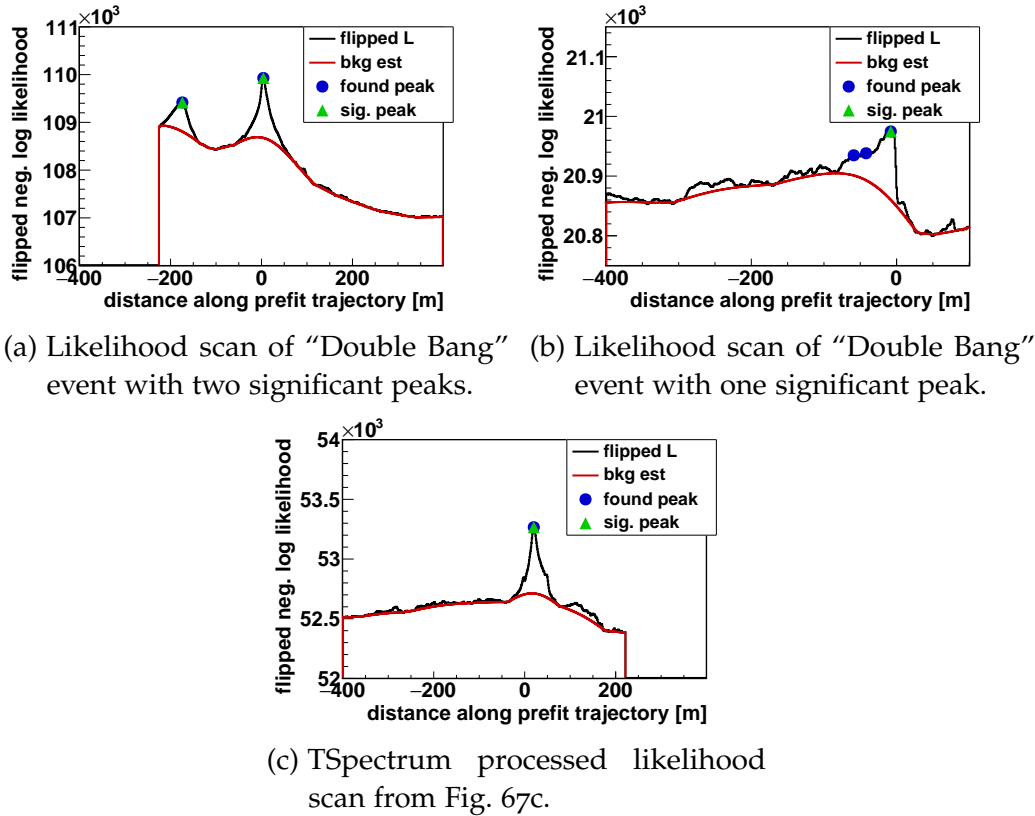 ×10³
111
110
109
108
107
106
flipped neg. log likelihood
flipped L
bkg est
found peak
sig. peak
−400
−200
0
200
distance along prefit trajectory [m]
×10³
21.1
21
20.9
20.8
flipped neg. log likelihood
flipped L
bkg est
found peak
sig. peak
−400
−200
0
distance along prefit trajectory [m]
(a) Likelihood scan of “Double Bang”
event with two significant peaks.
(b) Likelihood scan of “Double Bang”
event with one significant peak.
×10³
54
53.5
53
52.5
52
flipped neg. log likelihood
flipped L
bkg est
found peak
sig. peak
−400
−200
0
200
distance along prefit trajectory [m]
(c) TSpectrum processed likelihood
scan from Fig. 67c.